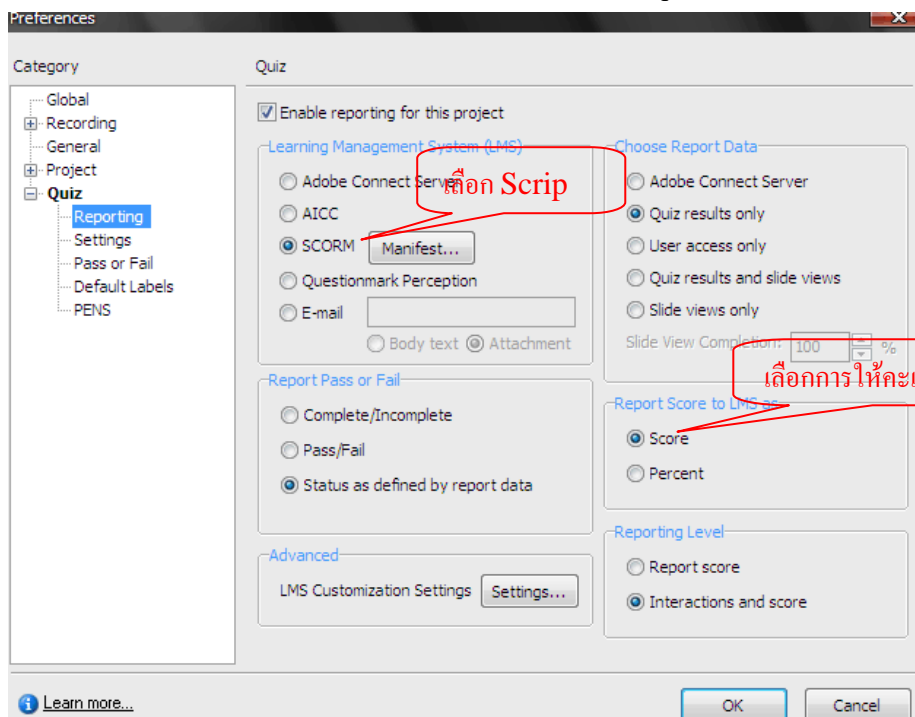 Preferences
Category
Global
Recording
General
Project
Quiz
Reporting
Settings
Pass or Fail
Default Labels
PENS
Quiz
Enable reporting for this project
Learning Management System (LMS)
Adobe Connect Server
AICC
SCORM Manifest...
Questionmark Perception
E-mail
Body text Attachment
เลือก Scrip
Choose Report Data
Adobe Connect Server
Quiz results only
User access only
Quiz results and slide views
Slide views only
Slide View Completion: 100 %
Report Pass or Fail
Complete/Incomplete
Pass/Fail
Status as defined by report data
เลือกการให้คะ
Report Score to LMS as
Score
Percent
Advanced
LMS Customization Settings Settings...
Reporting Level
Report score
Interactions and score
Learn more...
OK Cancel